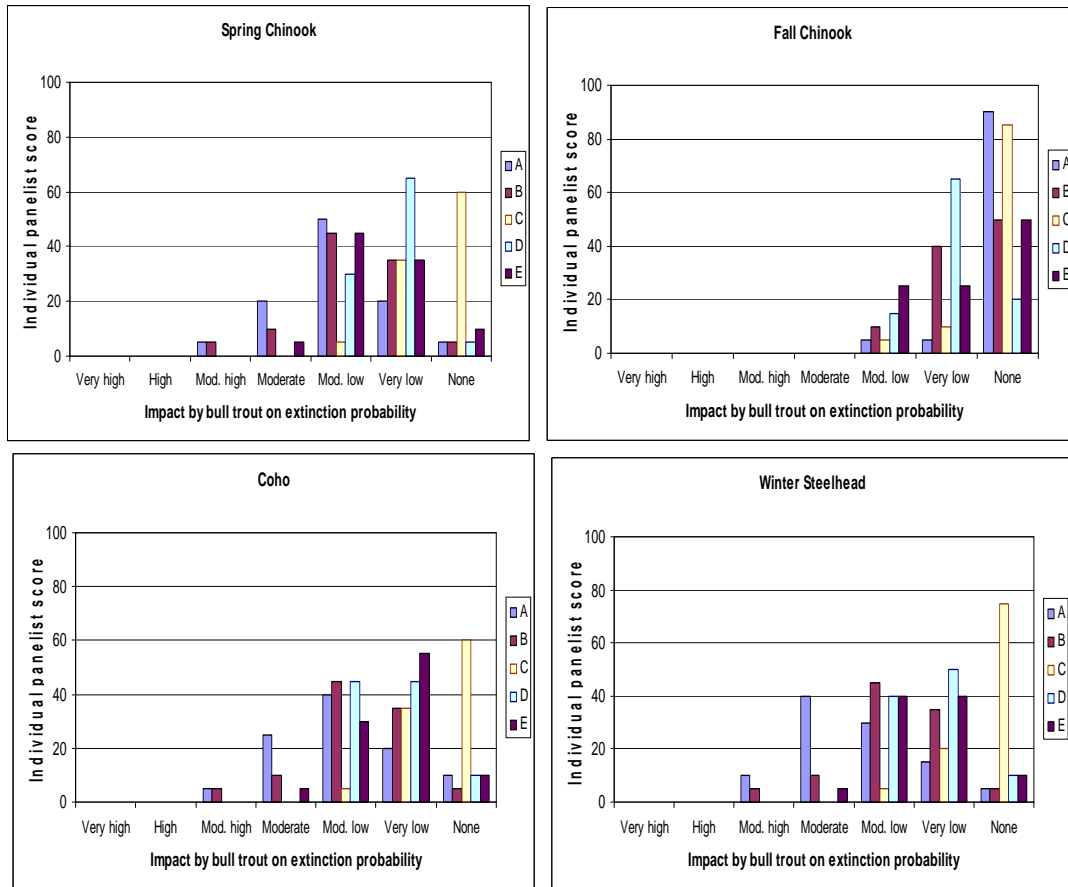 Spring Chinook
100
80
60
40
20
0
Individual panelist score
Very high High Mod. high Moderate Mod. low Very low None
Impact by bull trout on extinction probability
A
B
C
D
E
Fall Chinook
100
80
60
40
20
0
Individual panelist score
Very high High Mod. high Moderate Mod. low Very low None
Impact by bull trout on extinction probability
A
B
C
D
E
Coho
100
80
60
40
20
0
Individual panelist score
Very high High Mod. high Moderate Mod. low Very low None
Impact by bull trout on extinction probability
A
B
C
D
E
Winter Steelhead
100
80
60
40
20
0
Individual panelist score
Very high High Mod. high Moderate Mod. low Very low None
Impact by bull trout on extinction probability
A
B
C
D
E